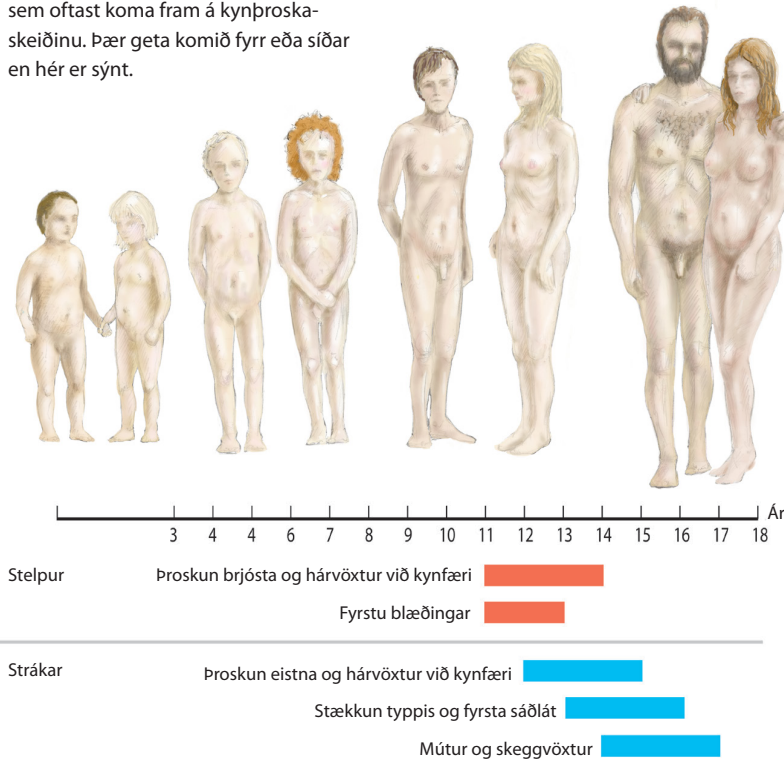 sem oftast koma fram á kynþroska-
skeiðinu. Þær geta komið fyrr eða síðar
en hér er sýnt.
Ár
3 4 4 6 7 8 9 10 11 12 13 14 15 16 17 18
Stelpur
Þroskun brjósta og hárvöxtur við kynfæri
Fyrstu blæðingar
Strákar
Þroskun eistna og hárvöxtur við kynfæri
Stækkun typpis og fyrsta sáðlát
Mútur og skeggvöxtur